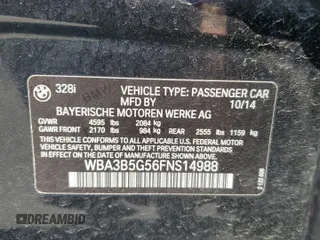 328i
VEHICLE TYPE: PASSENGER CAR
MFD BY 10/14
BAYERISCHE MOTOREN WERKE AG
GVWR 4595 lbs 2084 kg
GAWR FRONT 2170 lbs 984 kg REAR 2555 lbs 1159 kg
THIS VEHICLE CONFORMS TO ALL APPLICABLE
FEDERAL MOTOR VEHICLE SAFETY, BUMPER, AND
THEFT PREVENTION STANDARDS IN EFFECT ON
THE DATE OF MANUFACTURE SHOWN ABOVE.
WBA3B5G56FNS14988
DREAMBID